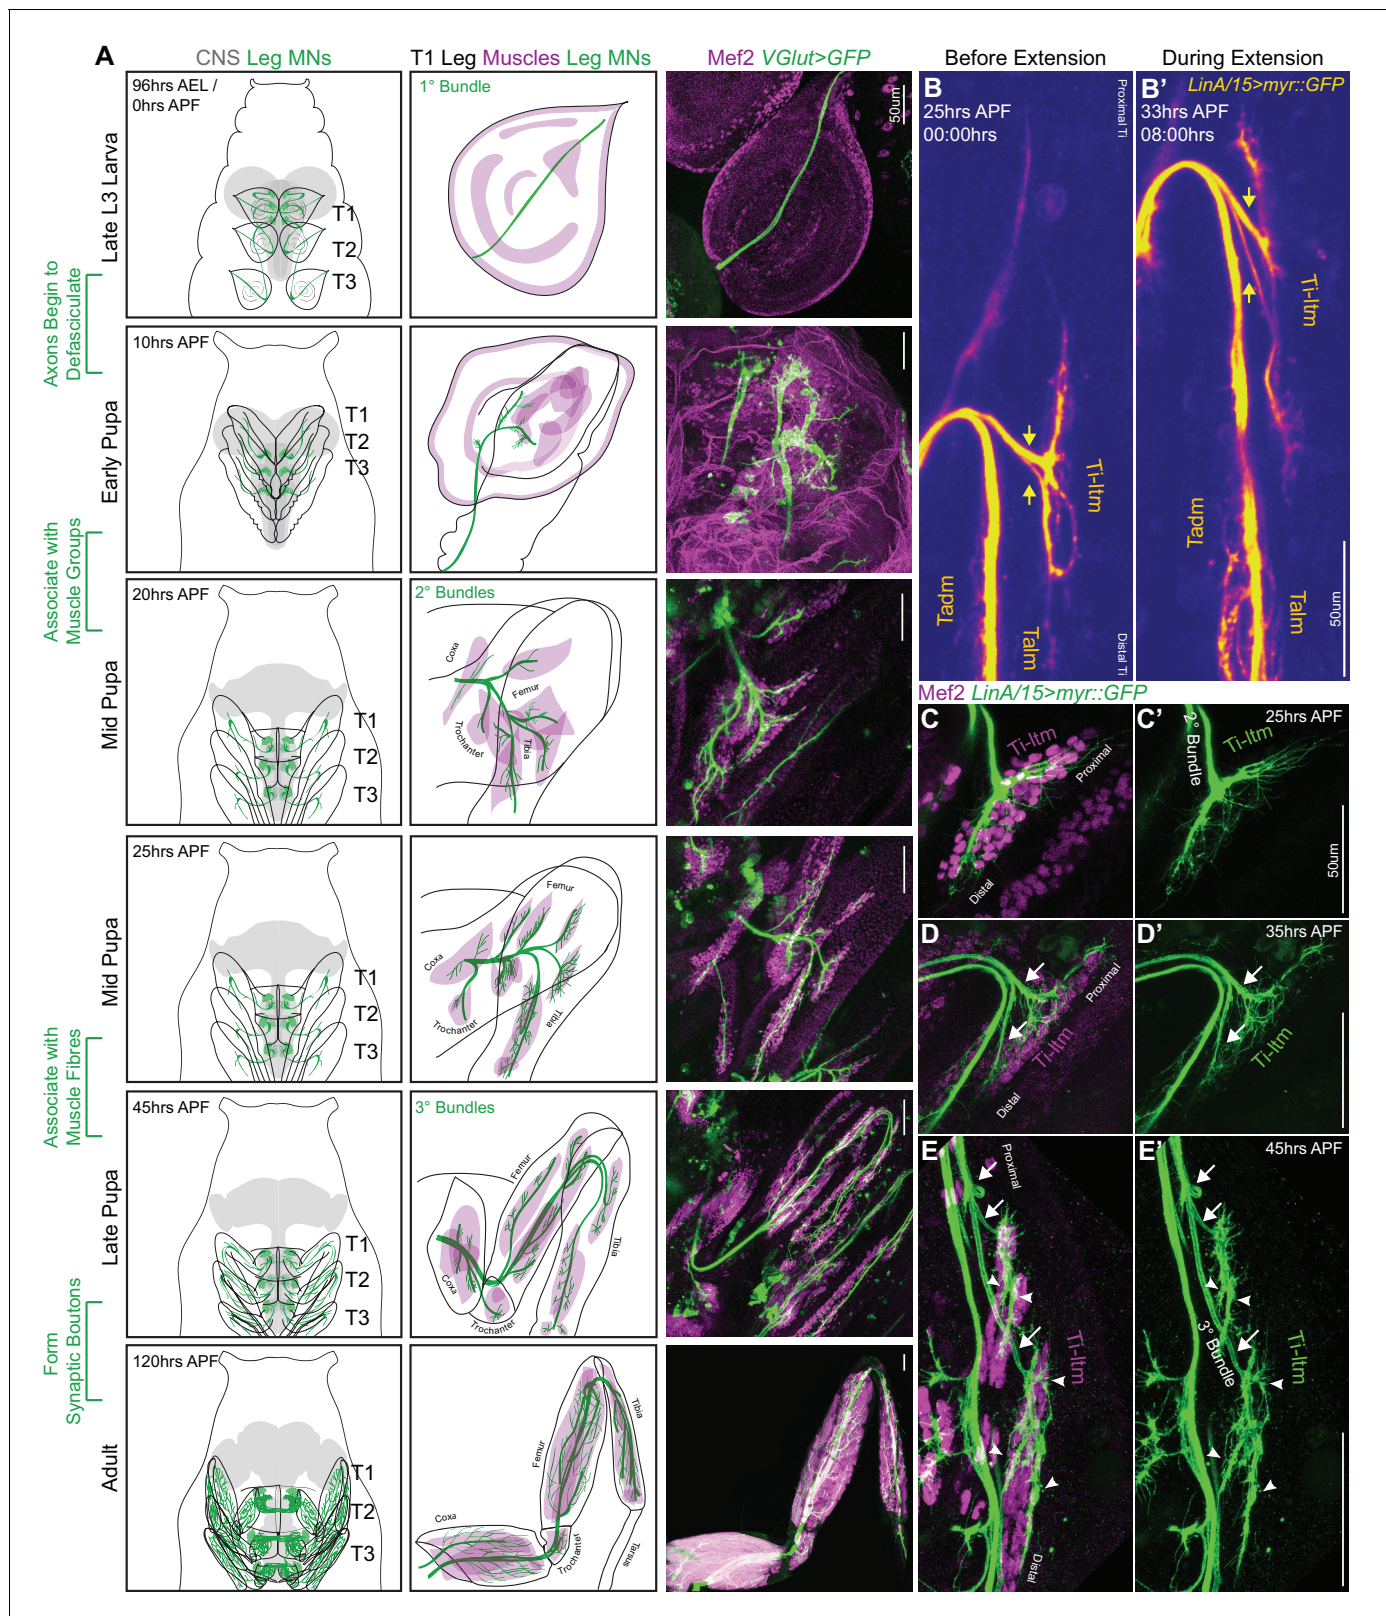 A
CNS Leg MNs
T1 Leg Muscles Leg MNs
Mef2 VGlut>GFP
Before Extension
During Extension
Late L3 Larva
Early Pupa
Mid Pupa
Mid Pupa
Late Pupa
Adult
Axons Begin to
Defasciculate
Associate with
Muscle Groups
Associate with
Muscle Fibres
Form
Synaptic Boutons
96hrs AEL /
0hrs APF
T1
T2
T3
1° Bundle
50um
10hrs APF
T1
T2
T3
20hrs APF
T1
T2
T3
2° Bundles
Coxa
Femur
Trochanter
Tibia
25hrs APF
T1
T2
T3
Femur
Coxa
Trochanter
Tibia
45hrs APF
T1
T2
T3
3° Bundles
Femur
Coxa
Trochanter
Tibia
120hrs APF
T1
T2
T3
Coxa
Femur
Tibia
Trochanter
Tarsus
B
25hrs APF
00:00hrs
Proximal Ti
Ti-ltm
Tadm
Talm
Distal Ti
B'
LinA/15>myr::GFP
33hrs APF
08:00hrs
Ti-ltm
Tadm
Talm
50um
Mef2 LinA/15>myr::GFP
C
Ti-ltm
Proximal
Distal
C'
25hrs APF
2° Bundle
Ti-ltm
50um
D
Proximal
Ti-ltm
Distal
D'
35hrs APF
Ti-ltm
E
Proximal
Ti-ltm
Distal
E'
45hrs APF
3° Bundle
Ti-ltm